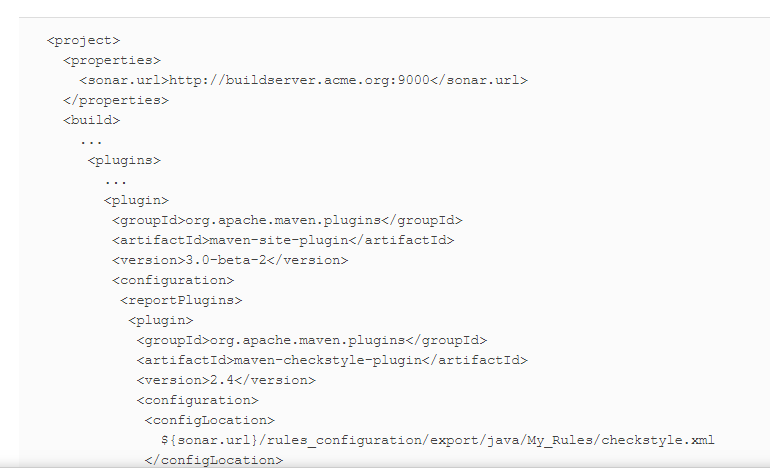 <project>
<properties>
<sonar.url>http://buildserver.acme.org:9000</sonar.url>
</properties>
<build>
...
<plugins>
...
<plugin>
<groupId>org.apache.maven.plugins</groupId>
<artifactId>maven-site-plugin</artifactId>
<version>3.0-beta-2</version>
<configuration>
<reportPlugins>
<plugin>
<groupId>org.apache.maven.plugins</groupId>
<artifactId>maven-checkstyle-plugin</artifactId>
<version>2.4</version>
<configuration>
<configLocation>
${sonar.url}/rules_configuration/export/java/My_Rules/checkstyle.xml
</configLocation>